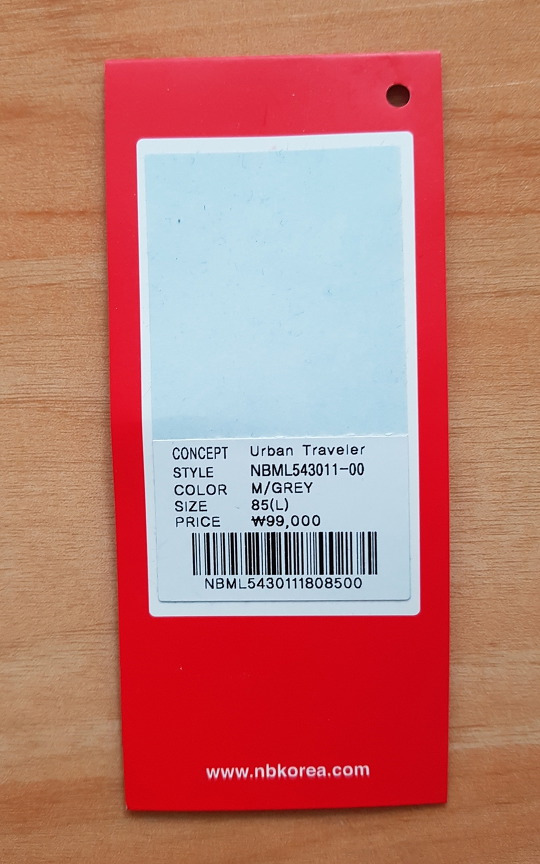 CONCEPT Urban Traveler
STYLE NBML543011-00
COLOR M/GREY
SIZE 85(L)
PRICE ₩99,000
NBML5430111808500
www.nbkorea.com